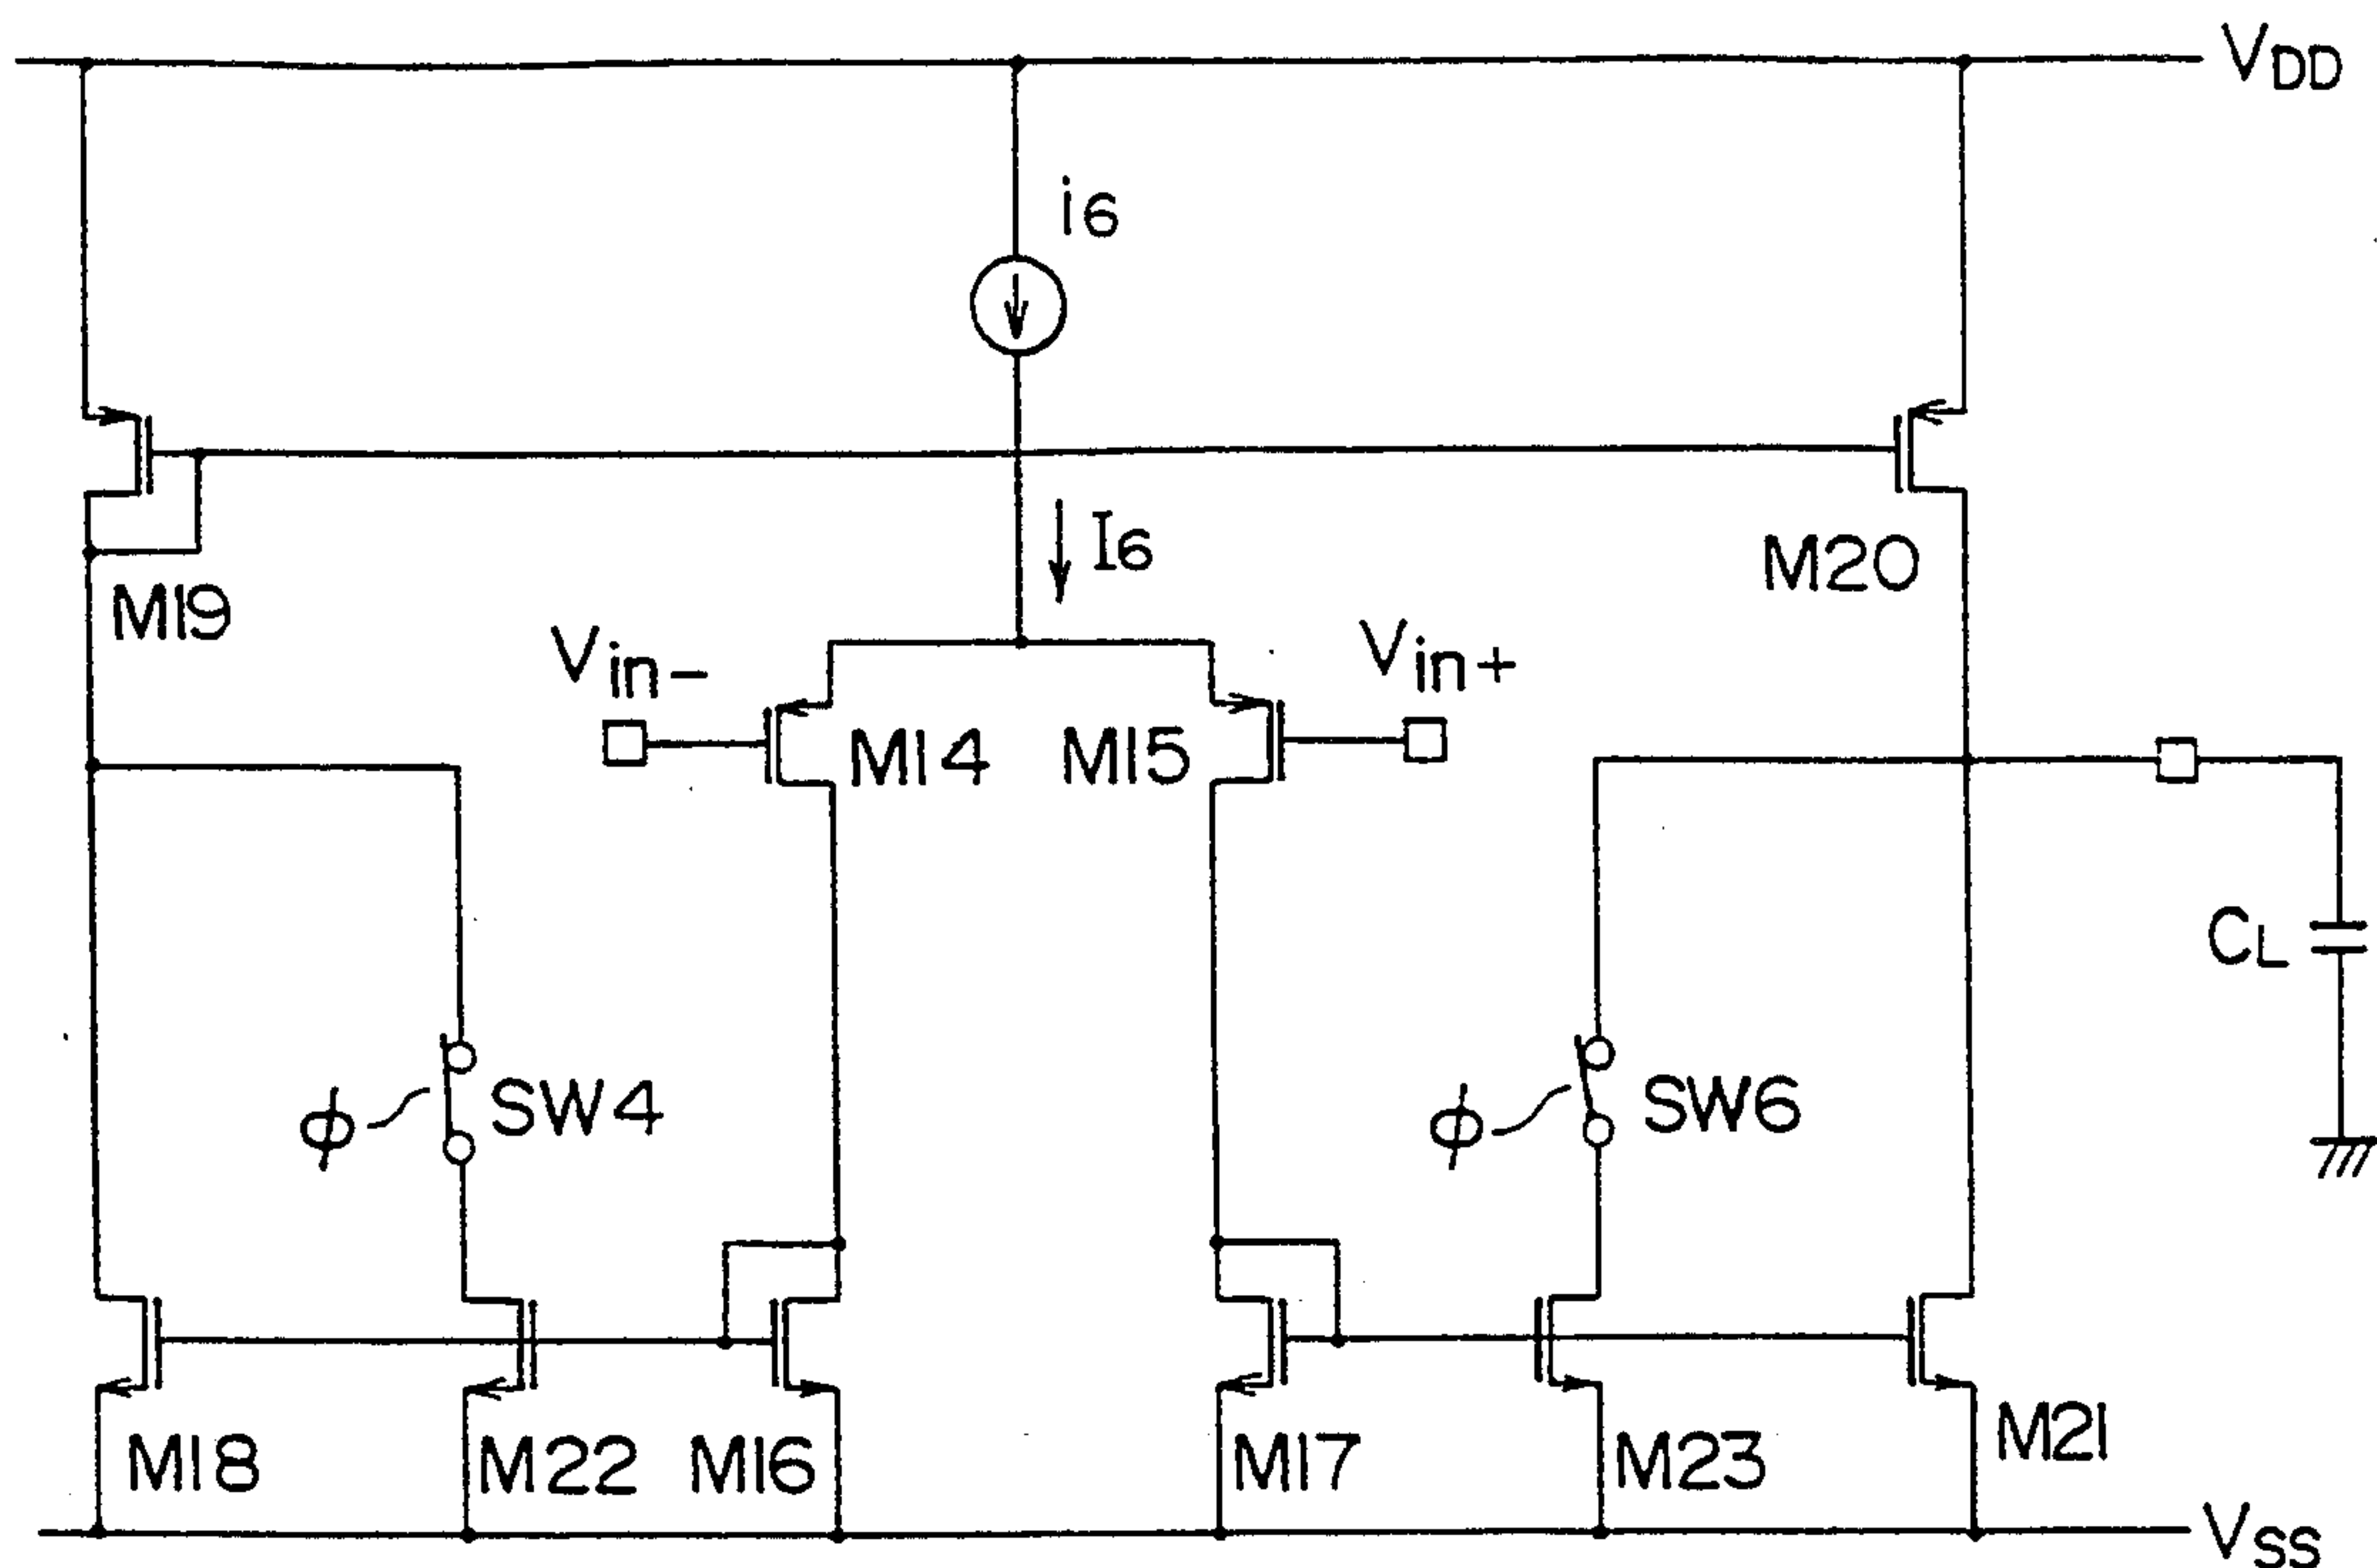 VDD
i6
I6
M20
M19
Vin-
Vin+
M14
M15
CL
SW4
SW6
ϕ
ϕ
M18
M22
M16
M17
M23
M21
VSS